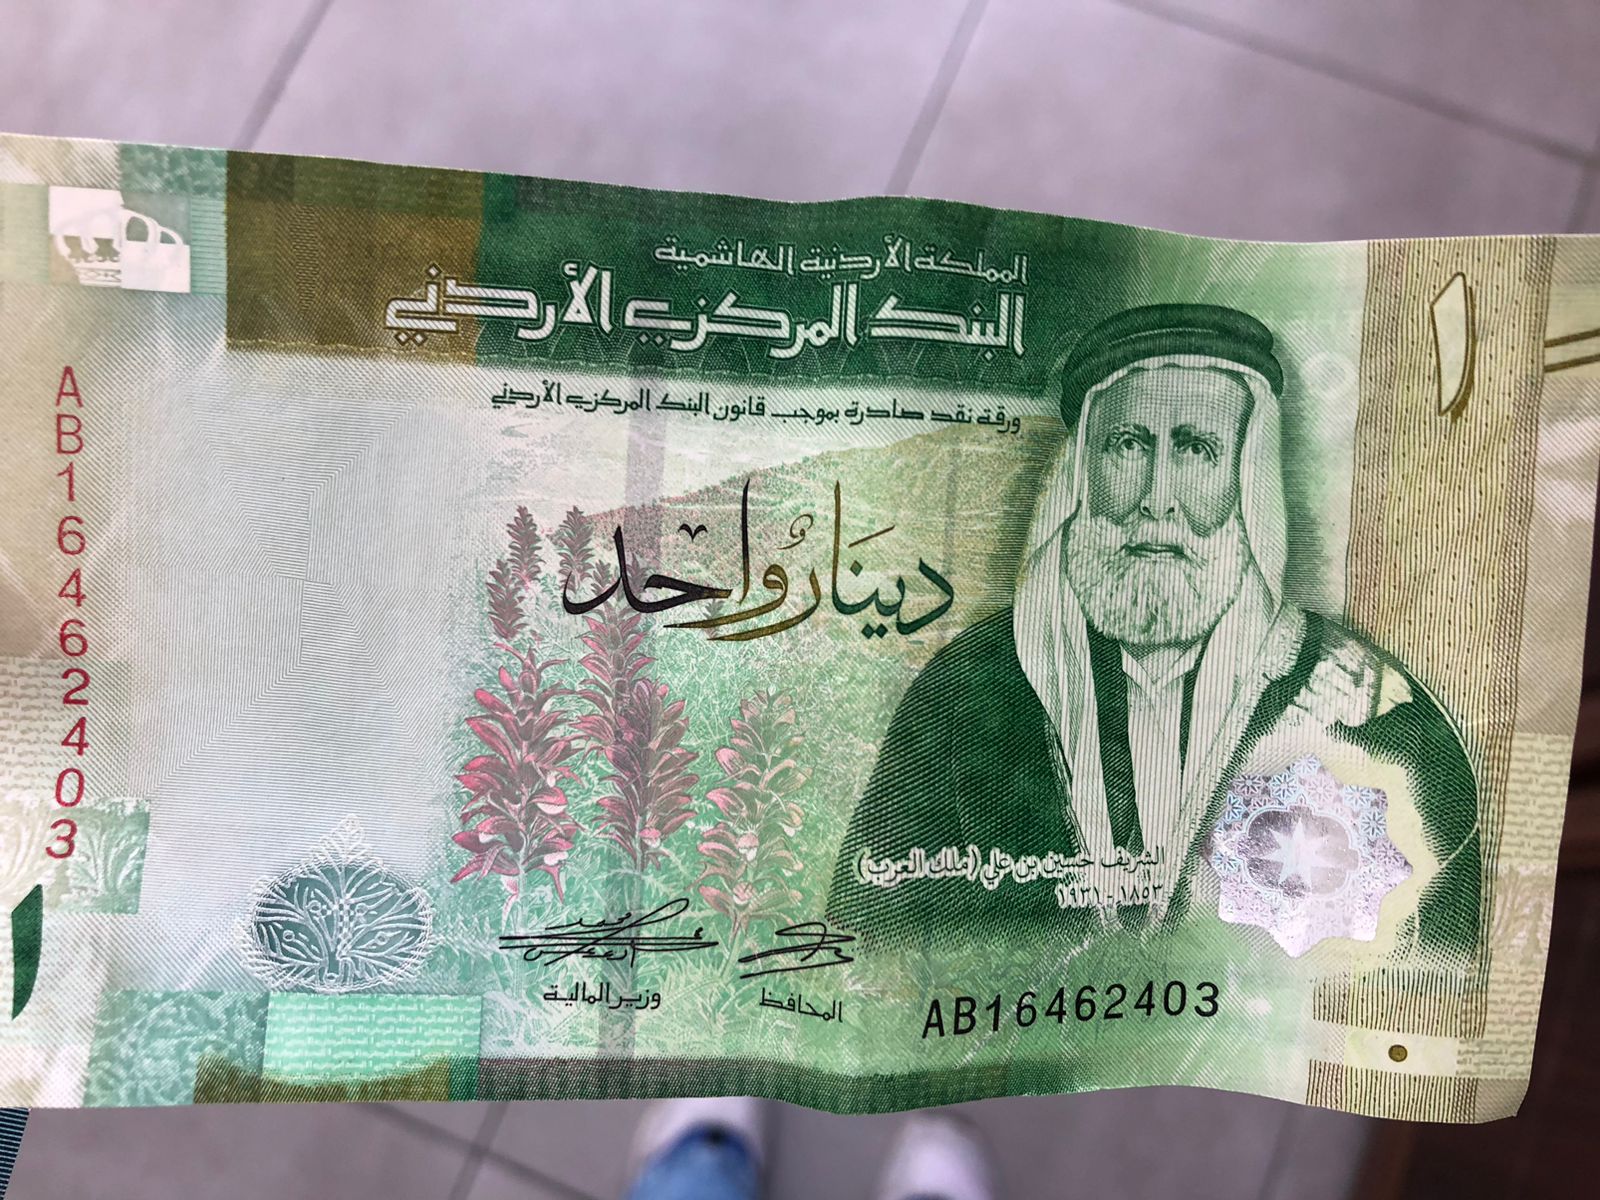 المملكة الأردنية الهاشمية
البنك المركزي الأردني
ورقة نقد صادرة بموجب قانون البنك المركزي الأردني
١
دينارٌ واحد
الشريف حسين بن علي (ملك العرب)
١٨٥٣-١٩٣١
المحافظ
وزير المالية
AB16462403
AB16462403
١